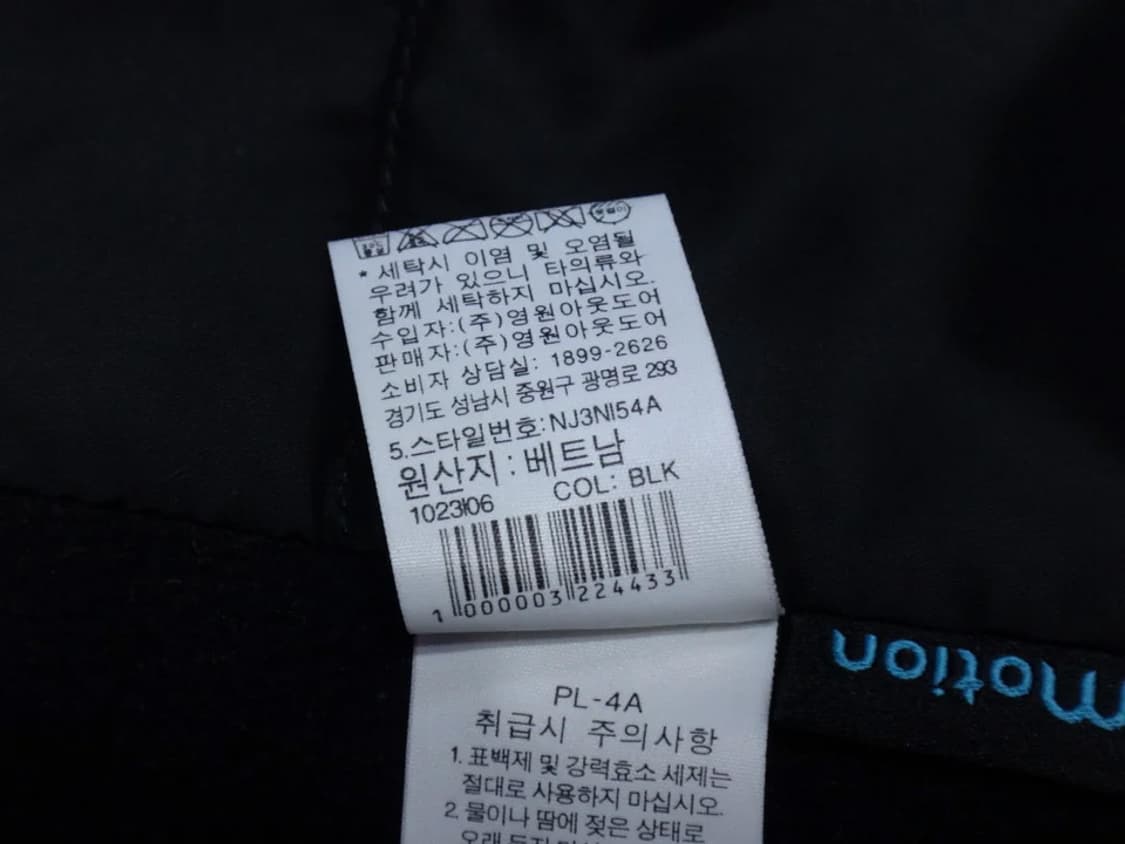 * 세탁시 이염 및 오염될
우려가 있으니 타의류와
함께 세탁하지 마십시오.
수입자:(주)영원아웃도어
판매자:(주)영원아웃도어
소비자 상담실: 1899-2626
경기도 성남시 중원구 광명로 293
5.스타일번호:NJ3NI54A
원산지 : 베트남
102306 COL: BLK
1 000003 224433
PL-4A
취급시 주의사항
1. 표백제 및 강력효소 세제는
절대로 사용하지 마십시오.
2. 물이나 땀에 젖은 상태로
오래
motion